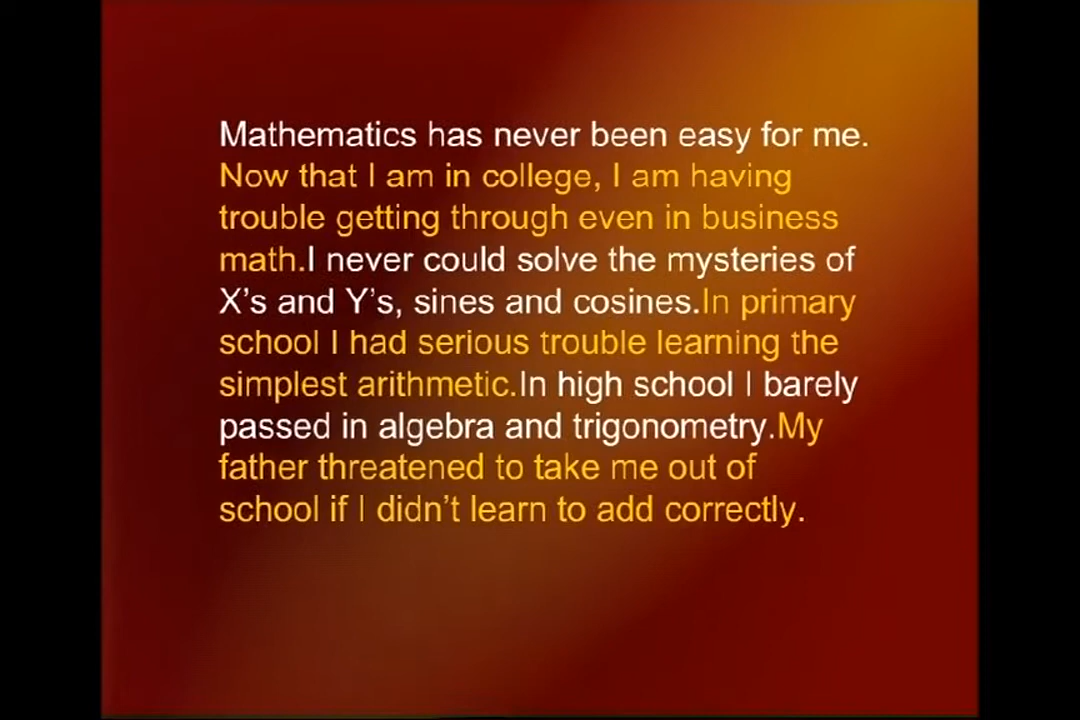 Mathematics has never been easy for me.
Now that I am in college, I am having
trouble getting through even in business
math.I never could solve the mysteries of
X’s and Y’s, sines and cosines.In primary
school I had serious trouble learning the
simplest arithmetic.In high school I barely
passed in algebra and trigonometry.My
father threatened to take me out of
school if I didn’t learn to add correctly.